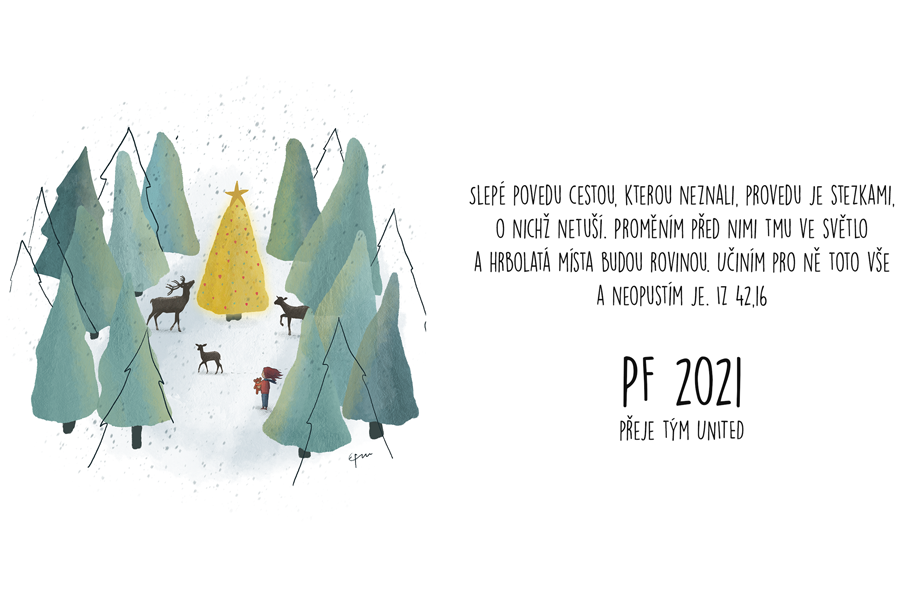 SLEPÉ POVEDU CESTOU, KTEROU NEZNALI, PROVEDU JE STEZKAMI,
O NICHŽ NETUŠÍ. PROMĚNÍM PŘED NIMI TMU VE SVĚTLO
A HRBOLATÁ MÍSTA BUDOU ROVINOU. UČINÍM PRO NĚ TOTO VŠE
A NEOPUSTÍM JE. IZ 42,16
PF 2021
PŘEJE TÝM UNITED